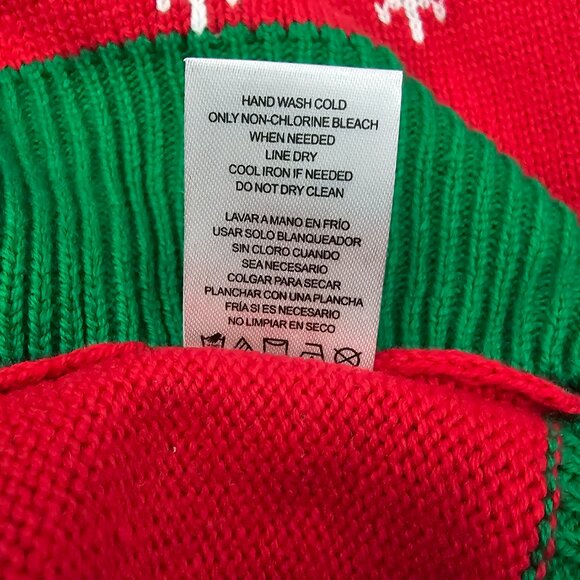 HAND WASH COLD
ONLY NON-CHLORINE BLEACH
WHEN NEEDED
LINE DRY
COOL IRON IF NEEDED
DO NOT DRY CLEAN
LAVAR A MANO EN FRÍO
USAR SOLO BLANQUEADOR
SIN CLORO CUANDO
SEA NECESARIO
COLGAR PARA SECAR
PLANCHAR CON UNA PLANCHA
FRÍA SI ES NECESARIO
NO LIMPIAR EN SECO